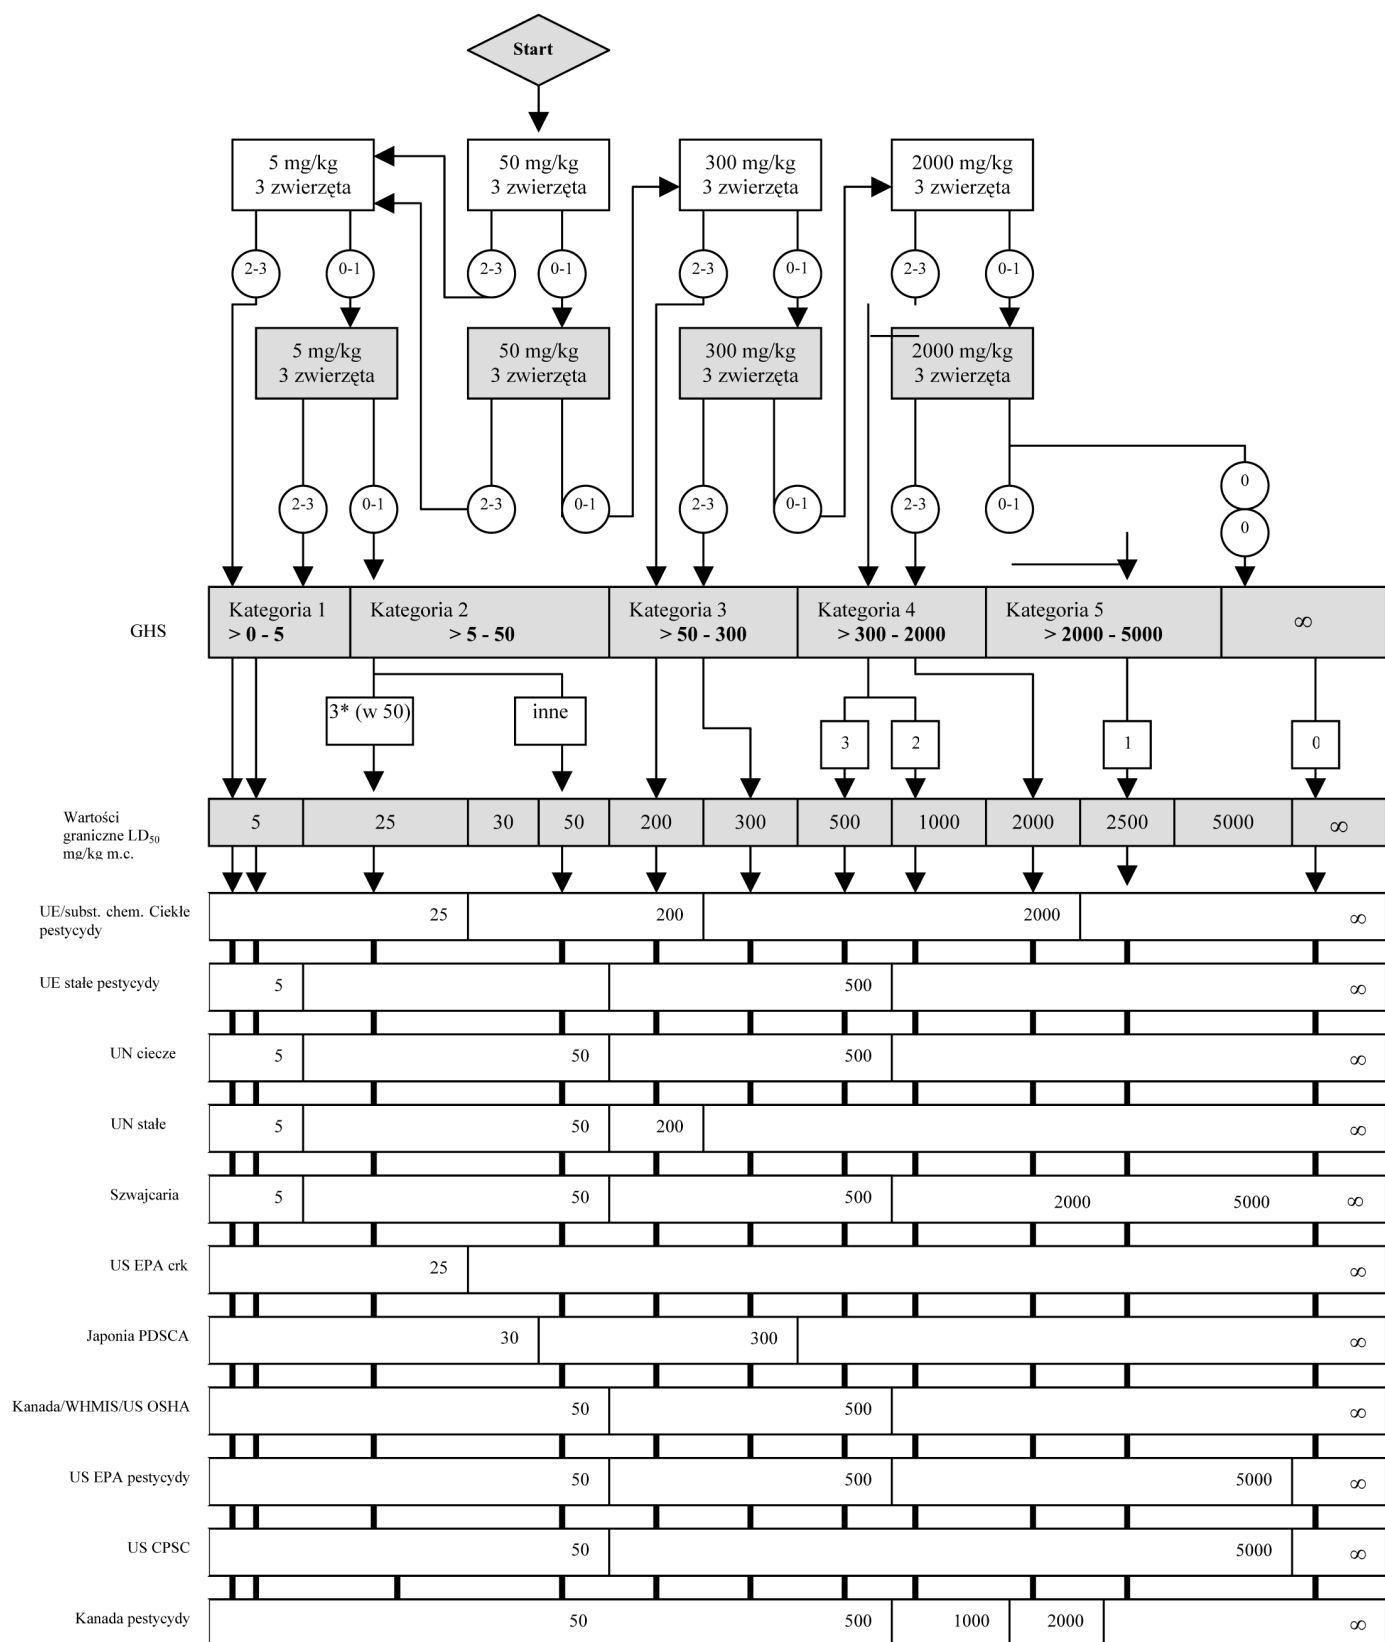 Start
5 mg/kg
3 zwierzęta
50 mg/kg
3 zwierzęta
300 mg/kg
3 zwierzęta
2000 mg/kg
3 zwierzęta
2-3
0-1
2-3
0-1
2-3
0-1
2-3
0-1
5 mg/kg
3 zwierzęta
50 mg/kg
3 zwierzęta
300 mg/kg
3 zwierzęta
2000 mg/kg
3 zwierzęta
2-3
0-1
2-3
0-1
2-3
0-1
2-3
0-1
0
0
GHS
Kategoria 1
> 0 - 5
Kategoria 2
> 5 - 50
Kategoria 3
> 50 - 300
Kategoria 4
> 300 - 2000
Kategoria 5
> 2000 - 5000
∞
3* (w 50)
inne
3
2
1
0
Wartości
graniczne LD50
mg/kg m.c.
5
25
30
50
200
300
500
1000
2000
2500
5000
∞
UE/subst. chem. Ciekłe
pestycydy
25
200
2000
∞
UE stałe pestycydy
5
500
∞
UN ciecze
5
50
500
∞
UN stałe
5
50
200
∞
Szwajcaria
5
50
500
2000
5000
∞
US EPA crk
25
∞
Japonia PDSCA
30
300
∞
Kanada/WHMIS/US OSHA
50
500
∞
US EPA pestycydy
50
500
5000
∞
US CPSC
50
5000
∞
Kanada pestycydy
50
500
1000
2000
∞